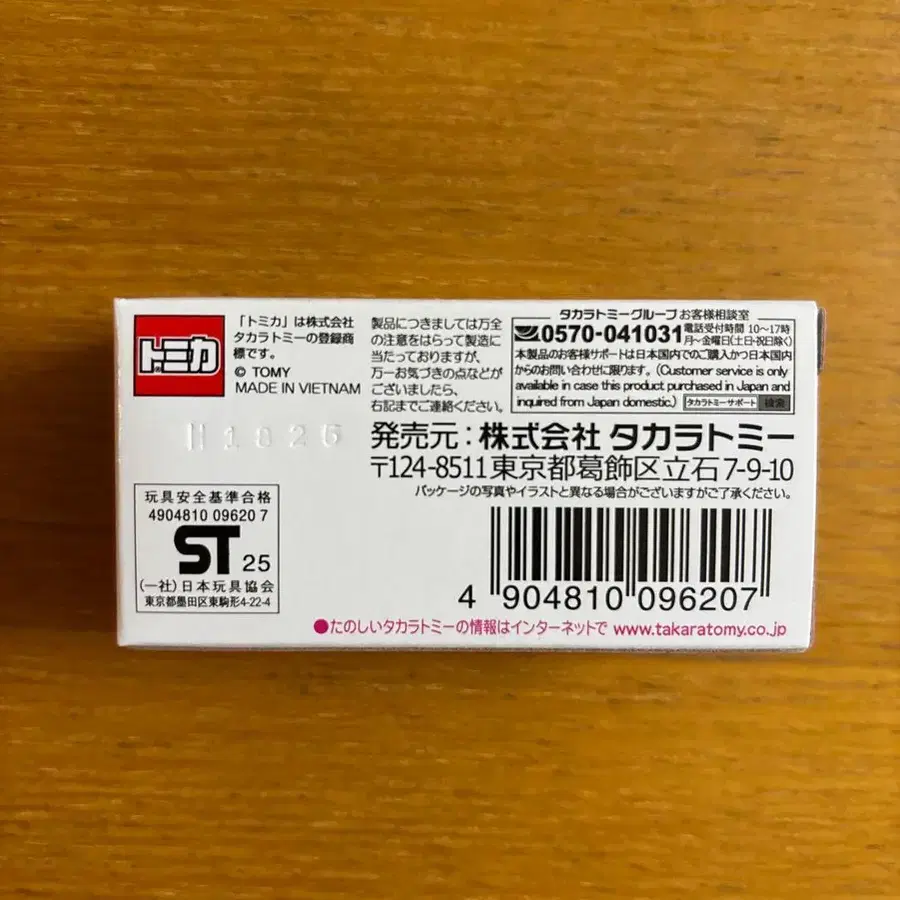 トミカ
「トミカ」は株式会社
タカラトミーの登録商
標です。
© TOMY
MADE IN VIETNAM
製品につきましては万全
の注意をはらって製造に
当たっておりますが、
万一お気づきの点などが
ございましたら、
右記までご連絡ください。
タカラトミーグループ お客様相談室
0570-041031 電話受付時間 10〜17時
月〜金曜日(土日・祝日除く)
本製品のお客様サポートは日本国内でのご購入かつ日本国内
からのお問い合わせに限ります。(Customer service is only
available in case this product purchased in Japan and
inquired from Japan domestic.) タカラトミーサポート 検索
発売元：株式会社 タカラトミー
〒124-8511 東京都葛飾区立石7-9-10
パッケージの写真やイラストと異なる場合がございますがご了承ください。
玩具安全基準合格
4904810 09620 7
ST 25
(一社)日本玩具協会
東京都墨田区東駒形4-22-4
4 904810 096207
●たのしいタカラトミーの情報はインターネットで www.takaratomy.co.jp